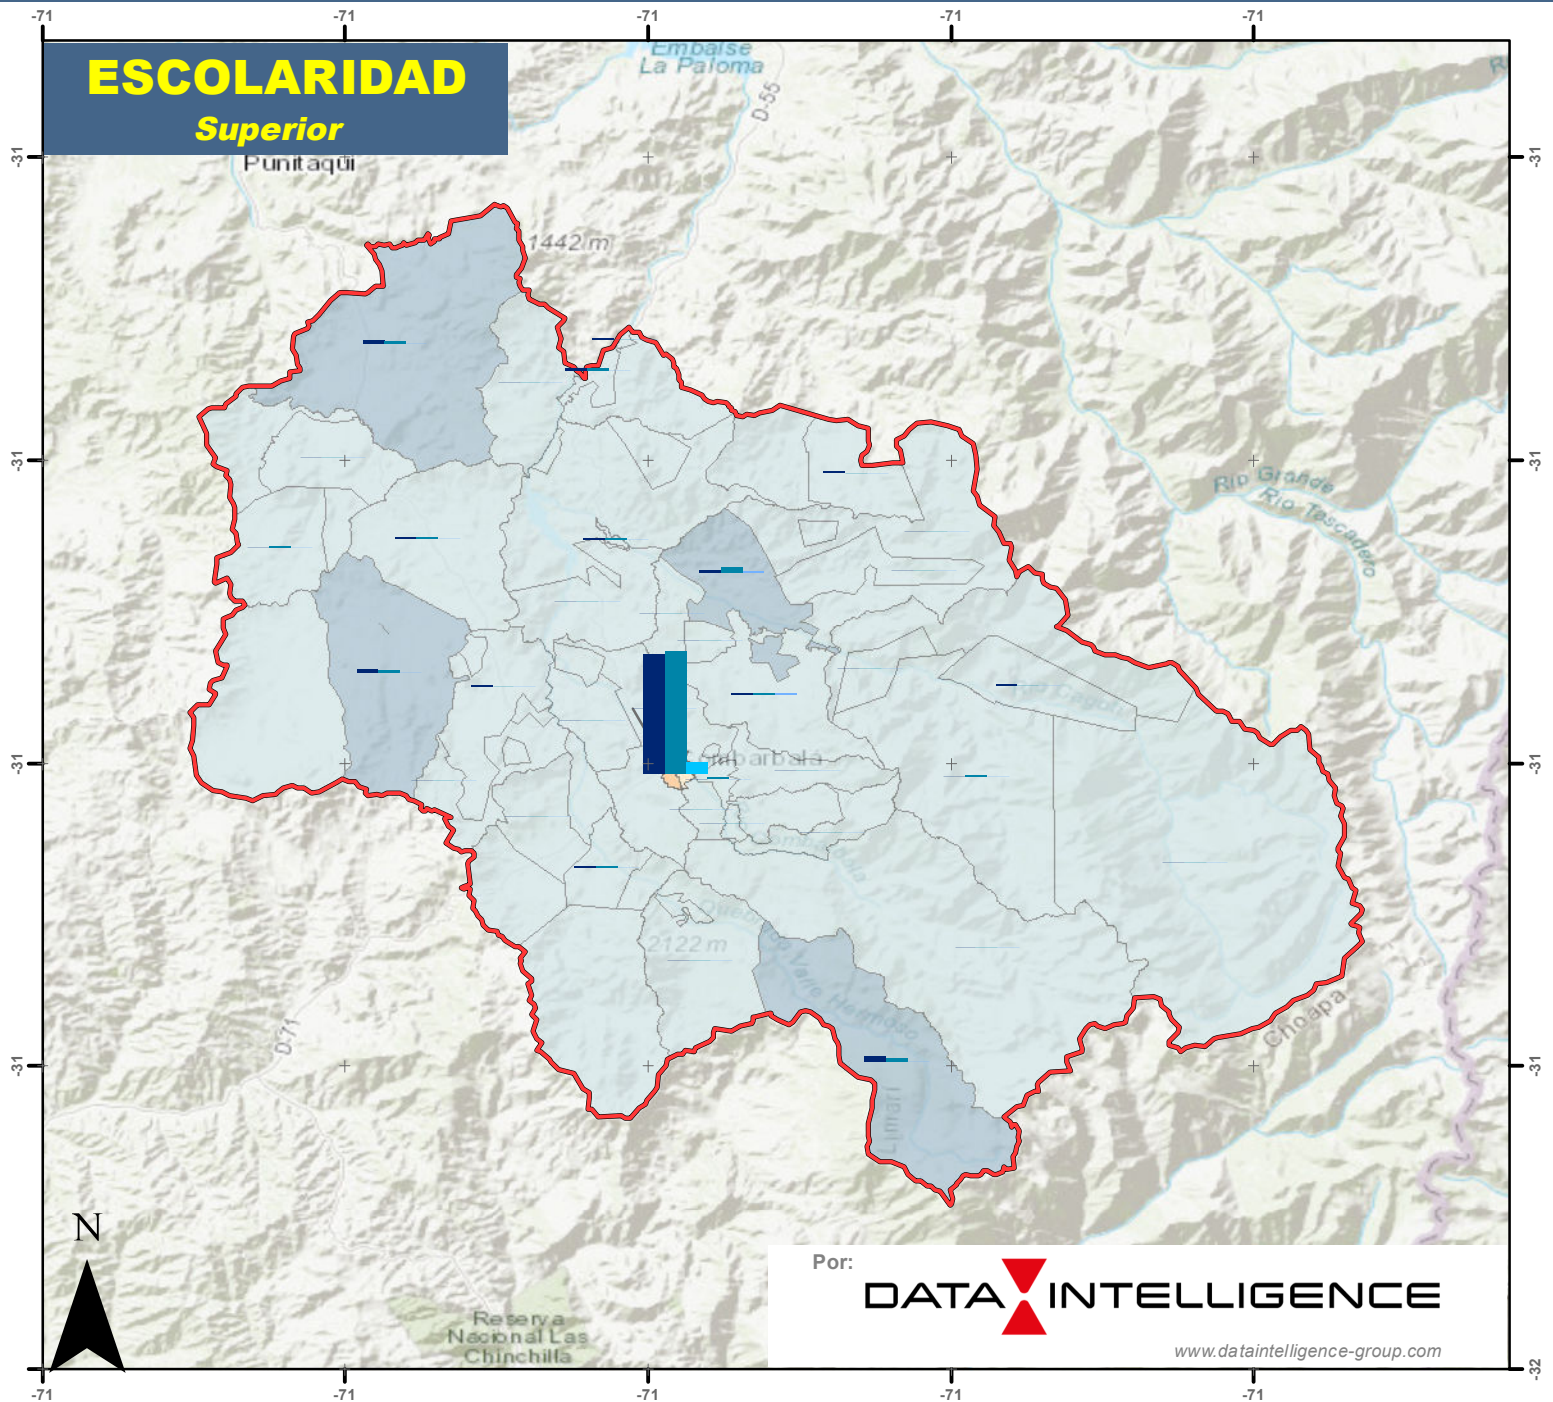 -71 -71 -71 -71 -71
ESCOLARIDAD
Superior
Embalse
La Paloma
D-55
-31 -31
Punitaqui
1442 m
-31 -31
Rio Grande
Rio Tascadero
Combarbalá
-31 -31
2122 m
Choapa
D-71
-31 -31
Limarí
N
Por:
DATA INTELLIGENCE
www.dataintelligence-group.com
Reserva
Nacional Las
Chinchilla
-32
-71 -71 -71 -71 -71